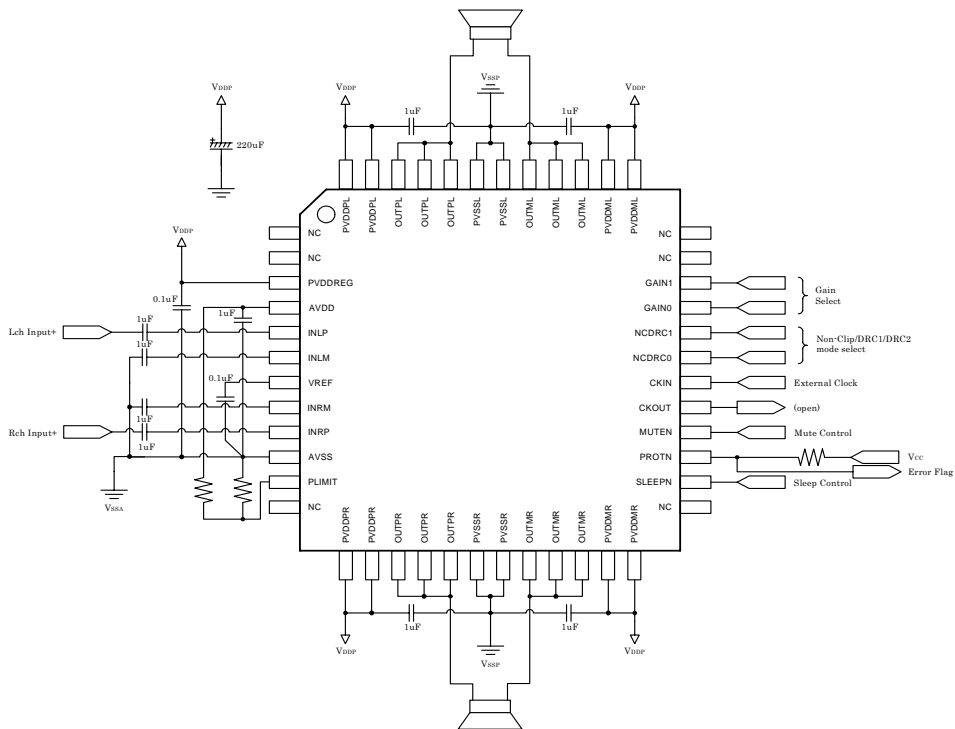 VDDP
220uF
VDDP
1uF
VSSP
1uF
VDDP
PVDDPL
PVDDPL
OUTPL
OUTPL
OUTPL
PVSSL
PVSSL
OUTML
OUTML
OUTML
PVDDML
PVDDML
NC
NC
PVDDREG
AVDD
INLP
INLM
VREF
INRM
INRP
AVSS
PLIMIT
NC
NC
NC
GAIN1
GAIN0
NCDRC1
NCDRC0
CKIN
CKOUT
MUTEN
PROTN
SLEEPN
NC
VDDP
0.1uF
1uF
Lch Input+
1uF
1uF
0.1uF
1uF
Rch Input+
1uF
VSSA
Gain
Select
Non-Clip/DRC1/DRC2
mode select
External Clock
(open)
Mute Control
Vcc
Error Flag
Sleep Control
PVDDPR
PVDDPR
OUTPR
OUTPR
OUTPR
PVSSR
PVSSR
OUTMR
OUTMR
OUTMR
PVDDMR
PVDDMR
VDDP
1uF
VSSP
1uF
VDDP